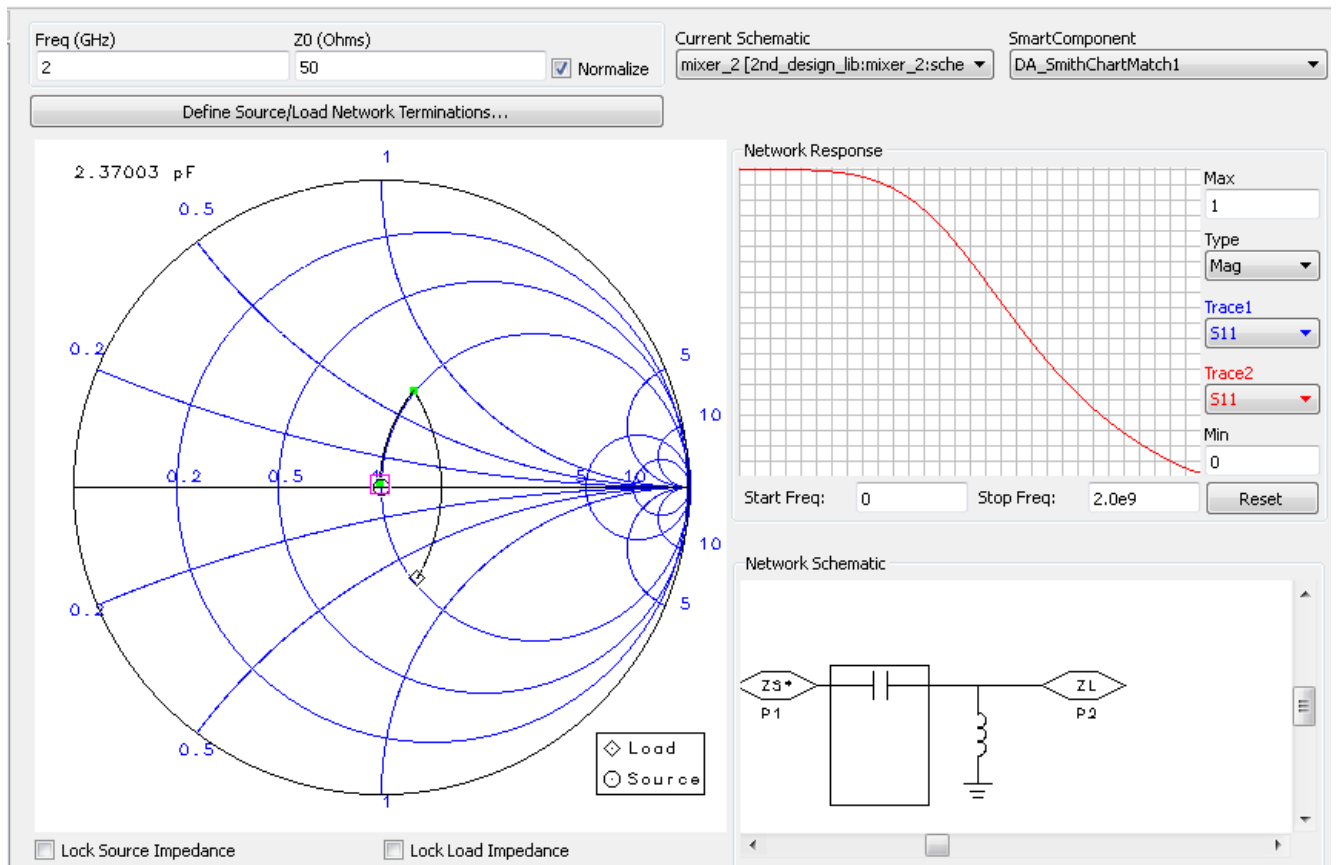 Freq (GHz) Z0 (Ohms) Current Schematic SmartComponent
2 50 Normalize mixer_2 [2nd_design_lib:mixer_2:sche DA_SmithChartMatch1
Define Source/Load Network Terminations...
2.37003 pF
1
0.5
0.2
5
10
0.2 0.5 1 5 10
10
5
0.2
0.5
1
Load
Source
Lock Source Impedance Lock Load Impedance
Network Response
Max
1
Type
Mag
Trace1
S11
Trace2
S11
Min
0
Start Freq: 0 Stop Freq: 2.0e9 Reset
Network Schematic
ZS* ZL
P1 P2